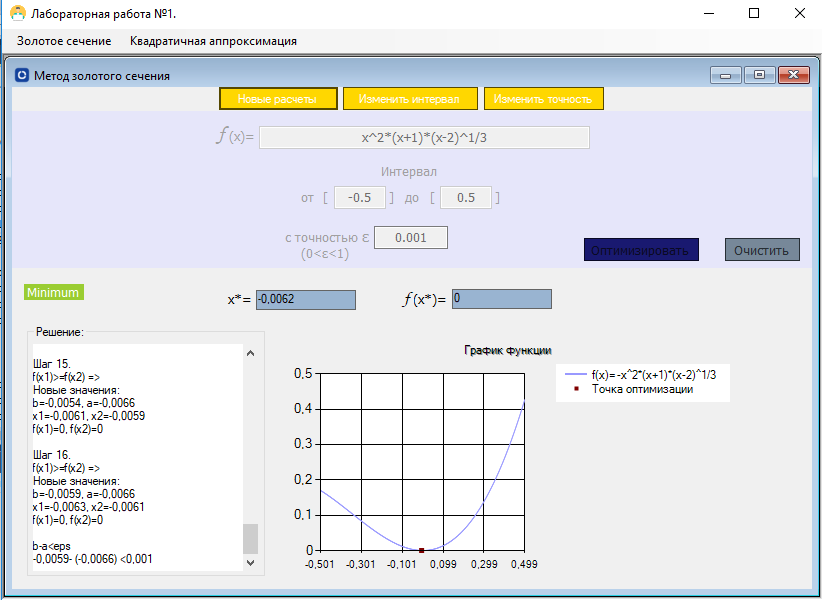 Лабораторная работа №1.
Золотое сечение Квадратичная аппроксимация
Метод золотого сечения
Новые расчеты Изменить интервал Изменить точность
f(x)= x^2*(x+1)*(x-2)^1/3
Интервал
от [ -0.5 ] до [ 0.5 ]
с точностью ε 0.001
(0<ε<1)
Оптимизировать Очистить
Minimum
x*= -0,0062 f(x*)= 0
Решение:
Шаг 15.
f(x1)>=f(x2) =>
Новые значения:
b=-0,0054, a=-0,0066
x1=-0,0061, x2=-0,0059
f(x1)=0, f(x2)=0
Шаг 16.
f(x1)>=f(x2) =>
Новые значения:
b=-0,0059, a=-0,0066
x1=-0,0063, x2=-0,0061
f(x1)=0, f(x2)=0
b-a<eps
-0,0059- (-0,0066) <0,001
График функции
0,5
0,4
0,3
0,2
0,1
0
-0,501 -0,301 -0,101 0,099 0,299 0,499
f(x)=-x^2*(x+1)*(x-2)^1/3
Точка оптимизации